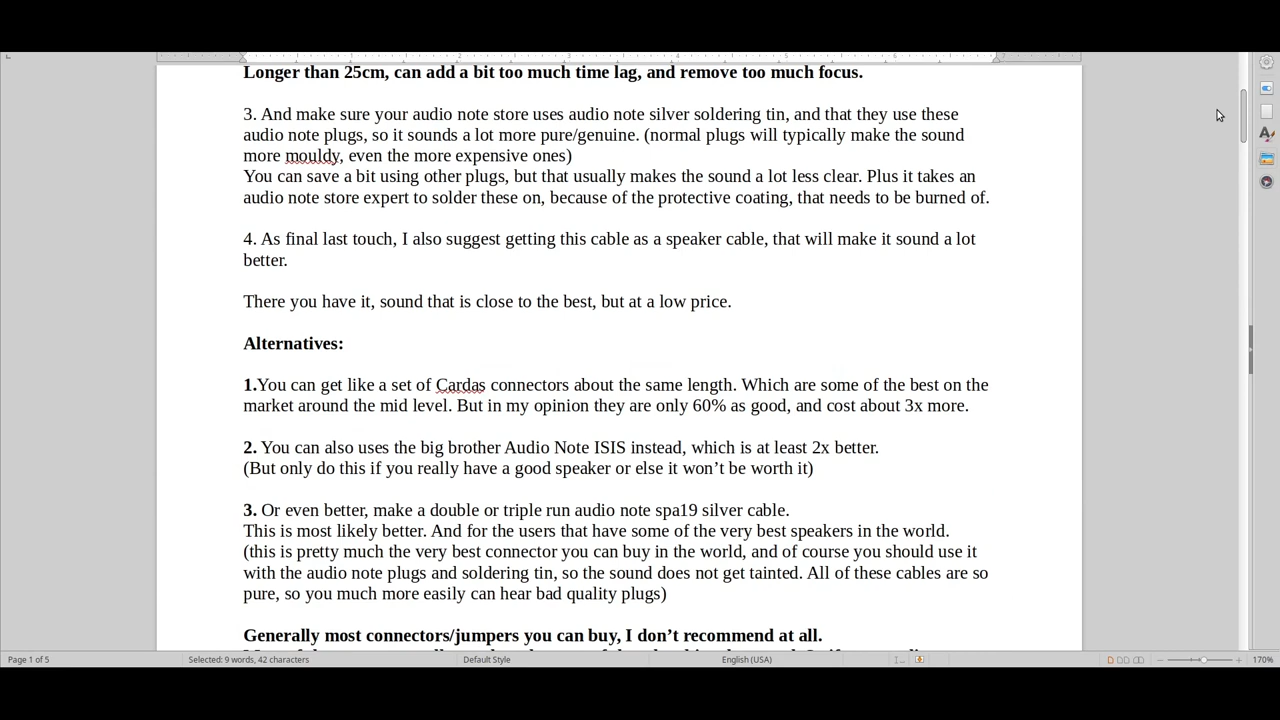 Longer than 25cm, can add a bit too much time lag, and remove too much focus.
3. And make sure your audio note store uses audio note silver soldering tin, and that they use these
audio note plugs, so it sounds a lot more pure/genuine. (normal plugs will typically make the sound
more mouldy, even the more expensive ones)
You can save a bit using other plugs, but that usually makes the sound a lot less clear. Plus it takes an
audio note store expert to solder these on, because of the protective coating, that needs to be burned of.
4. As final last touch, I also suggest getting this cable as a speaker cable, that will make it sound a lot
better.
There you have it, sound that is close to the best, but at a low price.
Alternatives:
1.You can get like a set of Cardas connectors about the same length. Which are some of the best on the
market around the mid level. But in my opinion they are only 60% as good, and cost about 3x more.
2. You can also uses the big brother Audio Note ISIS instead, which is at least 2x better.
(But only do this if you really have a good speaker or else it won’t be worth it)
3. Or even better, make a double or triple run audio note spa19 silver cable.
This is most likely better. And for the users that have some of the very best speakers in the world.
(this is pretty much the very best connector you can buy in the world, and of course you should use it
with the audio note plugs and soldering tin, so the sound does not get tainted. All of these cables are so
pure, so you much more easily can hear bad quality plugs)
Generally most connectors/jumpers you can buy, I don’t recommend at all.
Page 1 of 5 Selected: 9 words, 42 characters Default Style English (USA) 170%